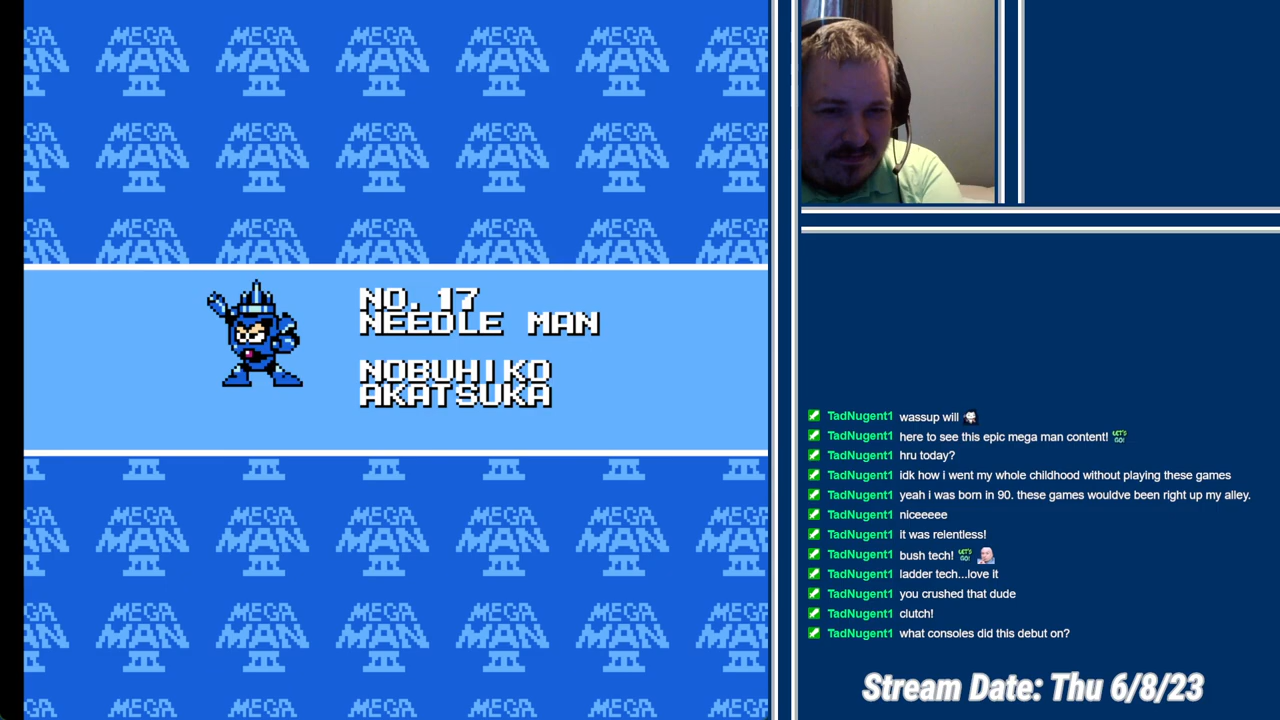 MEGA MAN III
NO. 17
NEEDLE MAN
NOBUHIKO
AKATSUKA
TadNugent1 wassup will
TadNugent1 here to see this epic mega man content! LET'S GO!
TadNugent1 hru today?
TadNugent1 idk how i went my whole childhood without playing these games
TadNugent1 yeah i was born in 90. these games wouldve been right up my alley.
TadNugent1 niceeeee
TadNugent1 it was relentless!
TadNugent1 bush tech! LET'S GO!
TadNugent1 ladder tech...love it
TadNugent1 you crushed that dude
TadNugent1 clutch!
TadNugent1 what consoles did this debut on?
Stream Date: Thu 6/8/23